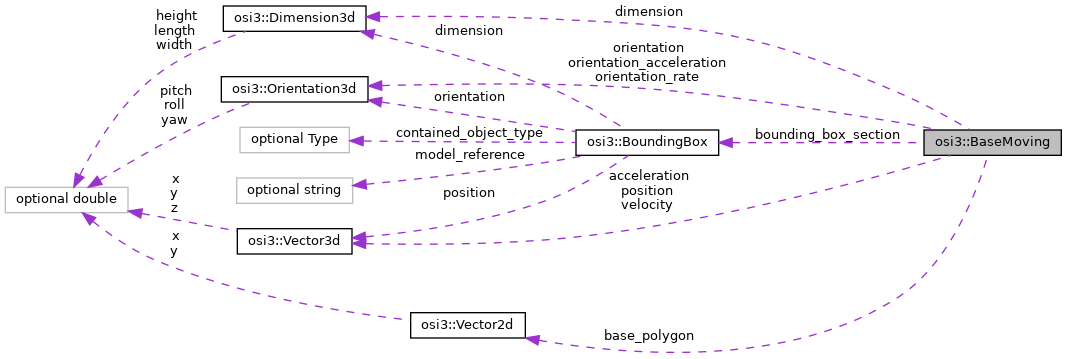 height
length
width
osi3::Dimension3d
dimension
dimension
orientation
orientation_acceleration
orientation_rate
pitch
roll
yaw
osi3::Orientation3d
orientation
optional Type
contained_object_type
osi3::BoundingBox
bounding_box_section
osi3::BaseMoving
model_reference
optional string
optional double
x
y
z
position
acceleration
position
velocity
osi3::Vector3d
x
y
osi3::Vector2d
base_polygon